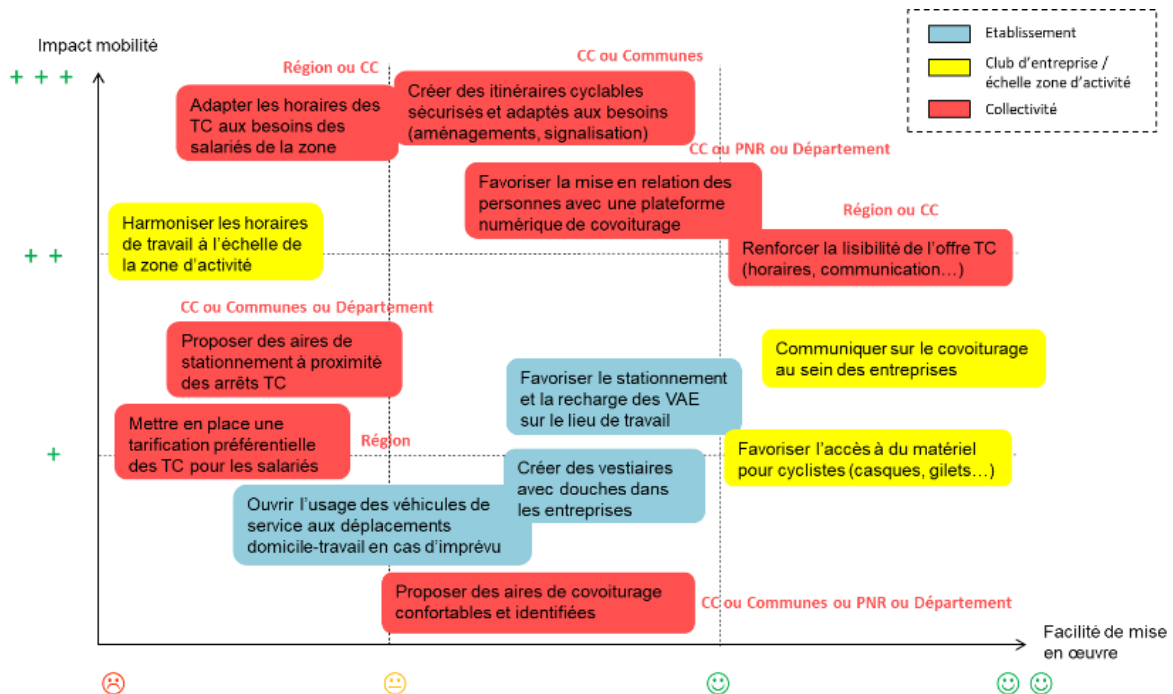 Impact mobilité
+ + +
Etablissement
Club d'entreprise /
échelle zone d'activité
Collectivité
Région ou CC
Adapter les horaires des
TC aux besoins des
salariés de la zone
CC ou Communes
Créer des itinéraires cyclables
sécurisés et adaptés aux besoins
(aménagements, signalisation)
CC ou PNR ou Département
Favoriser la mise en relation des
personnes avec une plateforme
numérique de covoiturage
Harmoniser les horaires
de travail à l'échelle de
la zone d'activité
+ +
Région ou CC
Renforcer la lisibilité de l'offre TC
(horaires, communication…)
CC ou Communes ou Département
Proposer des aires de
stationnement à proximité
des arrêts TC
Favoriser le stationnement
et la recharge des VAE
sur le lieu de travail
Communiquer sur le covoiturage
au sein des entreprises
+
Mettre en place une
tarification préférentielle
des TC pour les salariés
Région
Favoriser l'accès à du matériel
pour cyclistes (casques, gilets…)
Créer des vestiaires
avec douches dans
les entreprises
Ouvrir l'usage des véhicules de
service aux déplacements
domicile-travail en cas d'imprévu
Proposer des aires de covoiturage
confortables et identifiées
CC ou Communes ou PNR ou Département
Facilité de mise
en œuvre